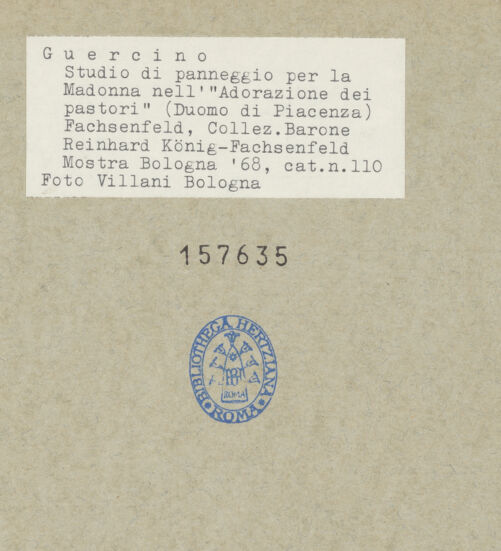 G u e r c i n o
Studio di panneggio per la
Madonna nell'"Adorazione dei
pastori" (Duomo di Piacenza)
Fachsenfeld, Collez.Barone
Reinhard König-Fachsenfeld
Mostra Bologna '68, cat.n.110
Foto Villani Bologna
157635
BIBLIOTHECA HERTZIANA
ROMA
ROMA